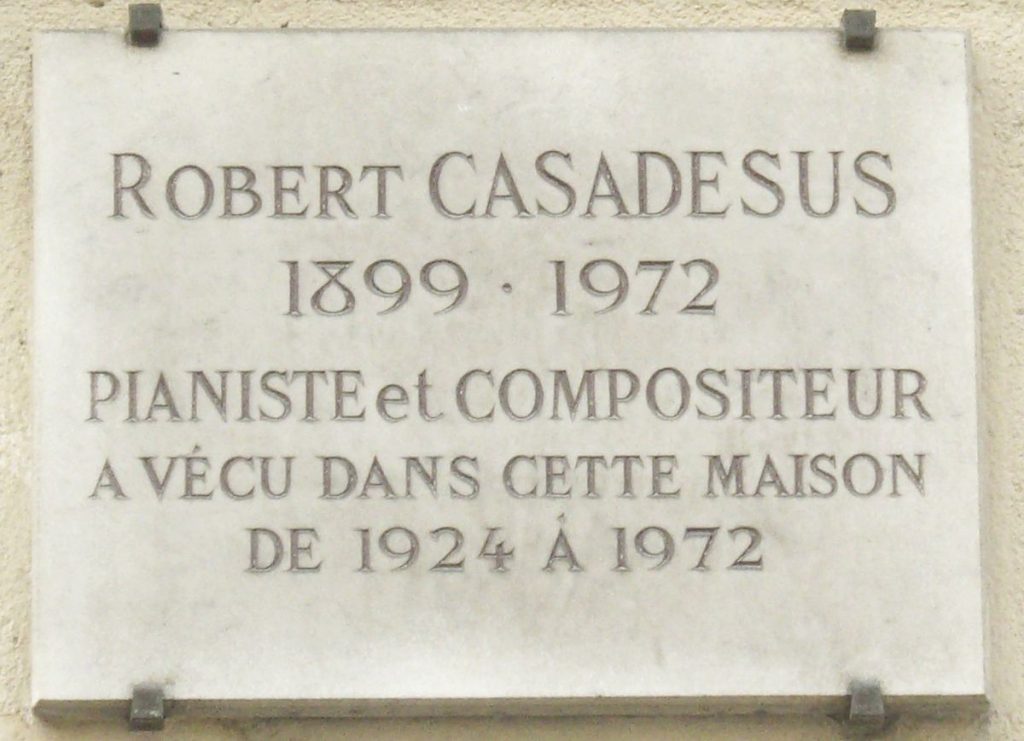 ROBERT CASADESUS
1899 · 1972
PIANISTE et COMPOSITEUR
A VÉCU DANS CETTE MAISON
DE 1924 À 1972